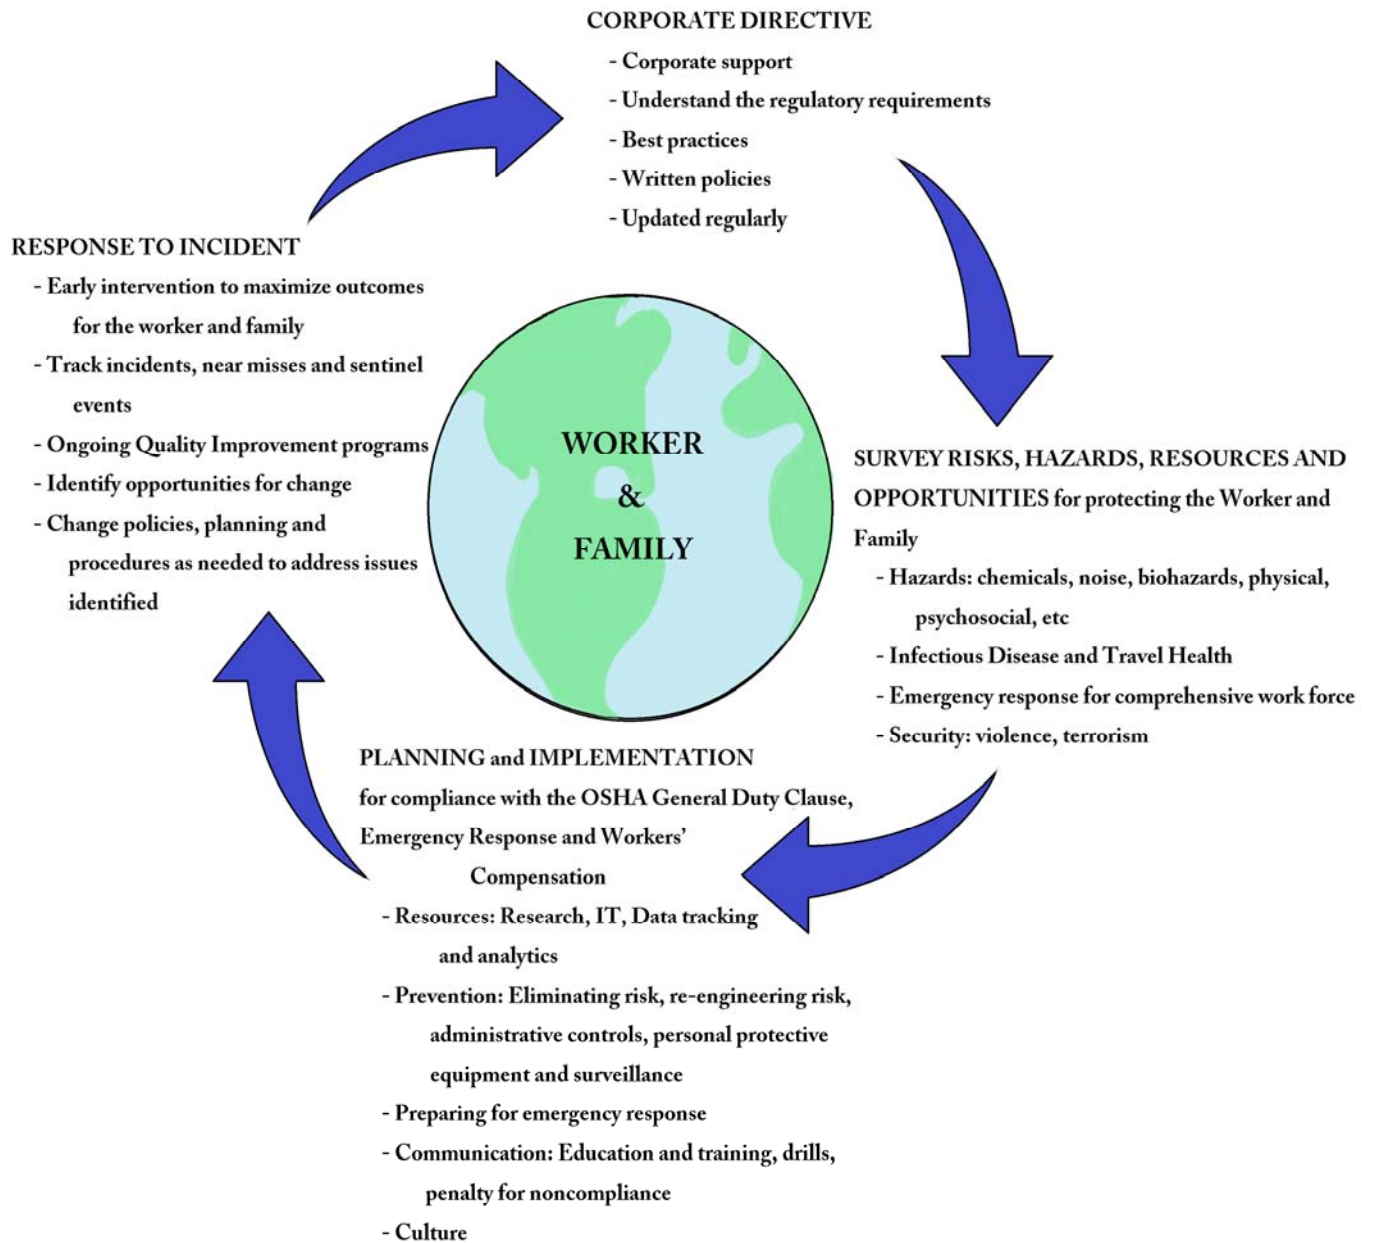 CORPORATE DIRECTIVE
- Corporate support
- Understand the regulatory requirements
- Best practices
- Written policies
- Updated regularly
SURVEY RISKS, HAZARDS, RESOURCES AND
OPPORTUNITIES for protecting the Worker and
Family
- Hazards: chemicals, noise, biohazards, physical,
psychosocial, etc
- Infectious Disease and Travel Health
- Emergency response for comprehensive work force
- Security: violence, terrorism
PLANNING and IMPLEMENTATION
for compliance with the OSHA General Duty Clause,
Emergency Response and Workers’
Compensation
- Resources: Research, IT, Data tracking
and analytics
- Prevention: Eliminating risk, re-engineering risk,
administrative controls, personal protective
equipment and surveillance
- Preparing for emergency response
- Communication: Education and training, drills,
penalty for noncompliance
- Culture
RESPONSE TO INCIDENT
- Early intervention to maximize outcomes
for the worker and family
- Track incidents, near misses and sentinel
events
- Ongoing Quality Improvement programs
- Identify opportunities for change
- Change policies, planning and
procedures as needed to address issues
identified
WORKER
&
FAMILY